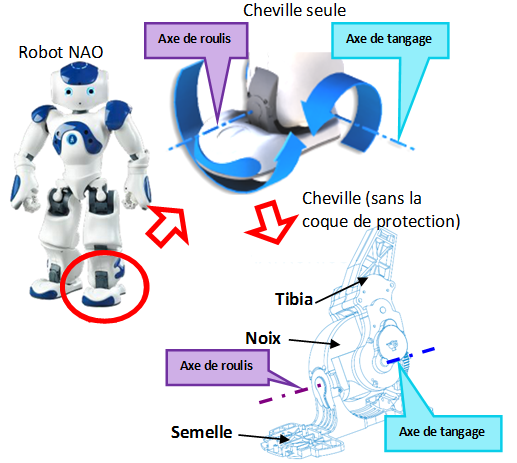 Cheville seule
Axe de roulis
Axe de tangage
Robot NAO
Cheville (sans la
coque de protection)
Tibia
Noix
Axe de roulis
Semelle
Axe de tangage